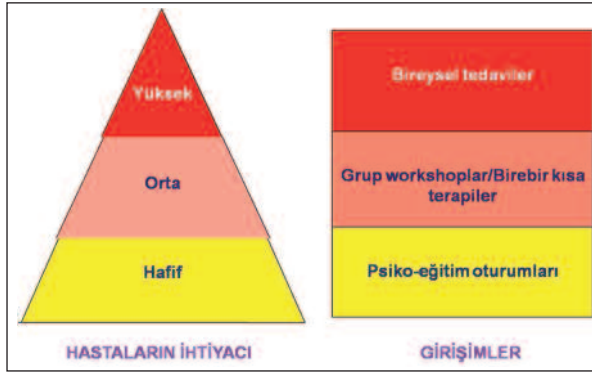 Yüksek
Orta
Hafif
HASTALARIN İHTİYACI
Bireysel tedaviler
Grup workshoplar/Birebir kısa
terapiler
Psiko-eğitim oturumları
GİRİŞİMLER